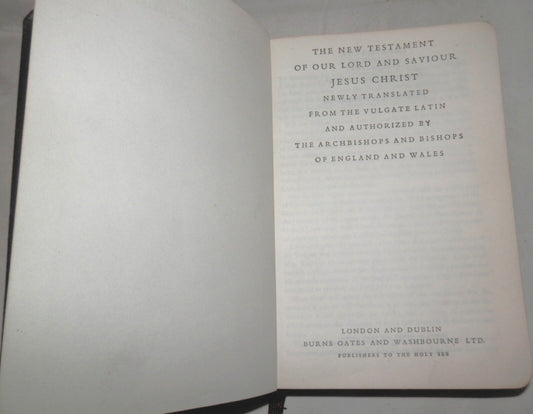 THE NEW TESTAMENT
OF OUR LORD AND SAVIOUR
JESUS CHRIST
NEWLY TRANSLATED
FROM THE VULGATE LATIN
AND AUTHORIZED BY
THE ARCHBISHOPS AND BISHOPS
OF ENGLAND AND WALES
LONDON AND DUBLIN
BURNS OATES AND WASHBOURNE LTD.
PUBLISHERS TO THE HOLY SEE